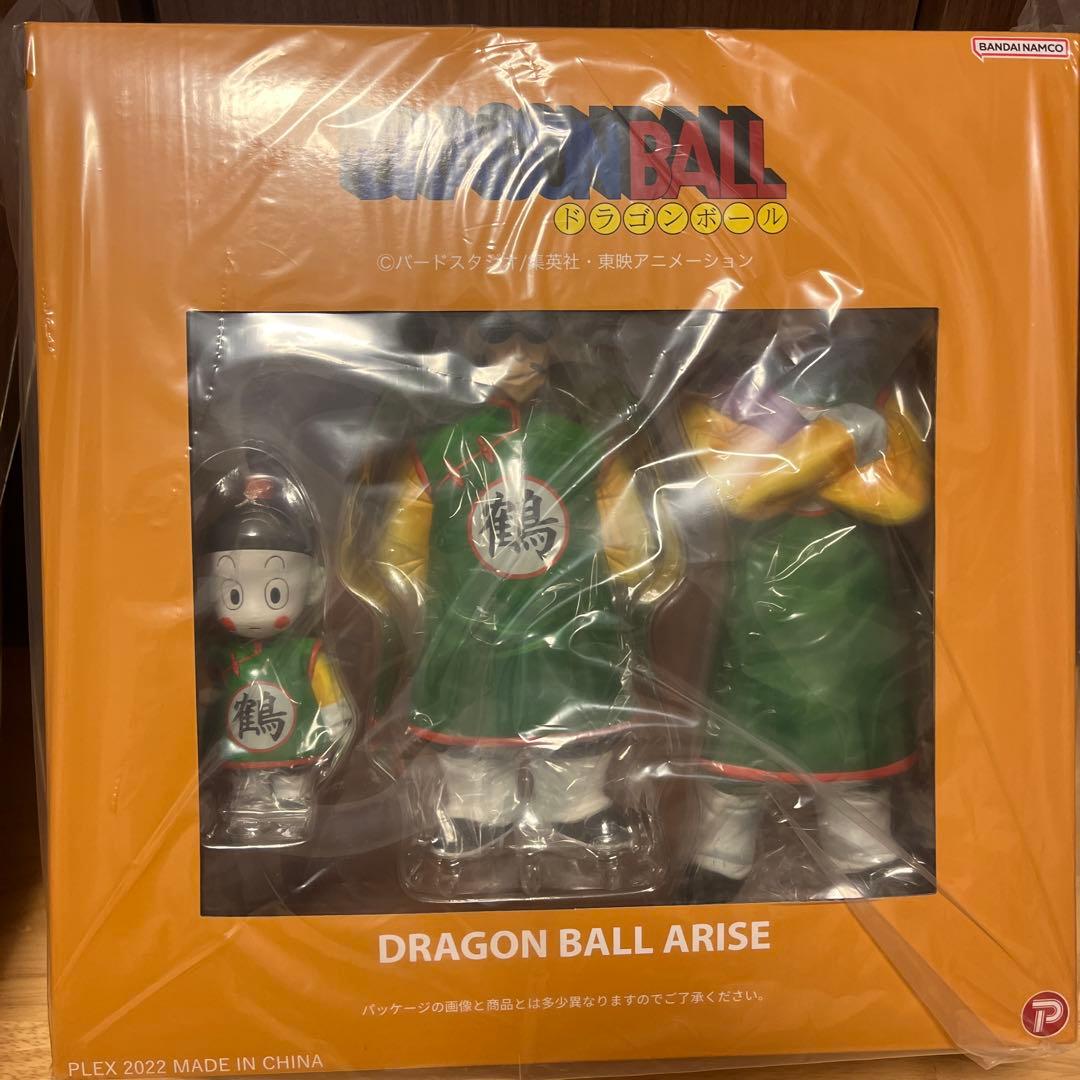 BANDAI NAMCO
DRAGONBALL
ドラゴンボール
©バードスタジオ/集英社・東映アニメーション
鶴
鶴
DRAGON BALL ARISE
パッケージの画像と商品とは多少異なりますのでご了承ください。
P
PLEX 2022 MADE IN CHINA